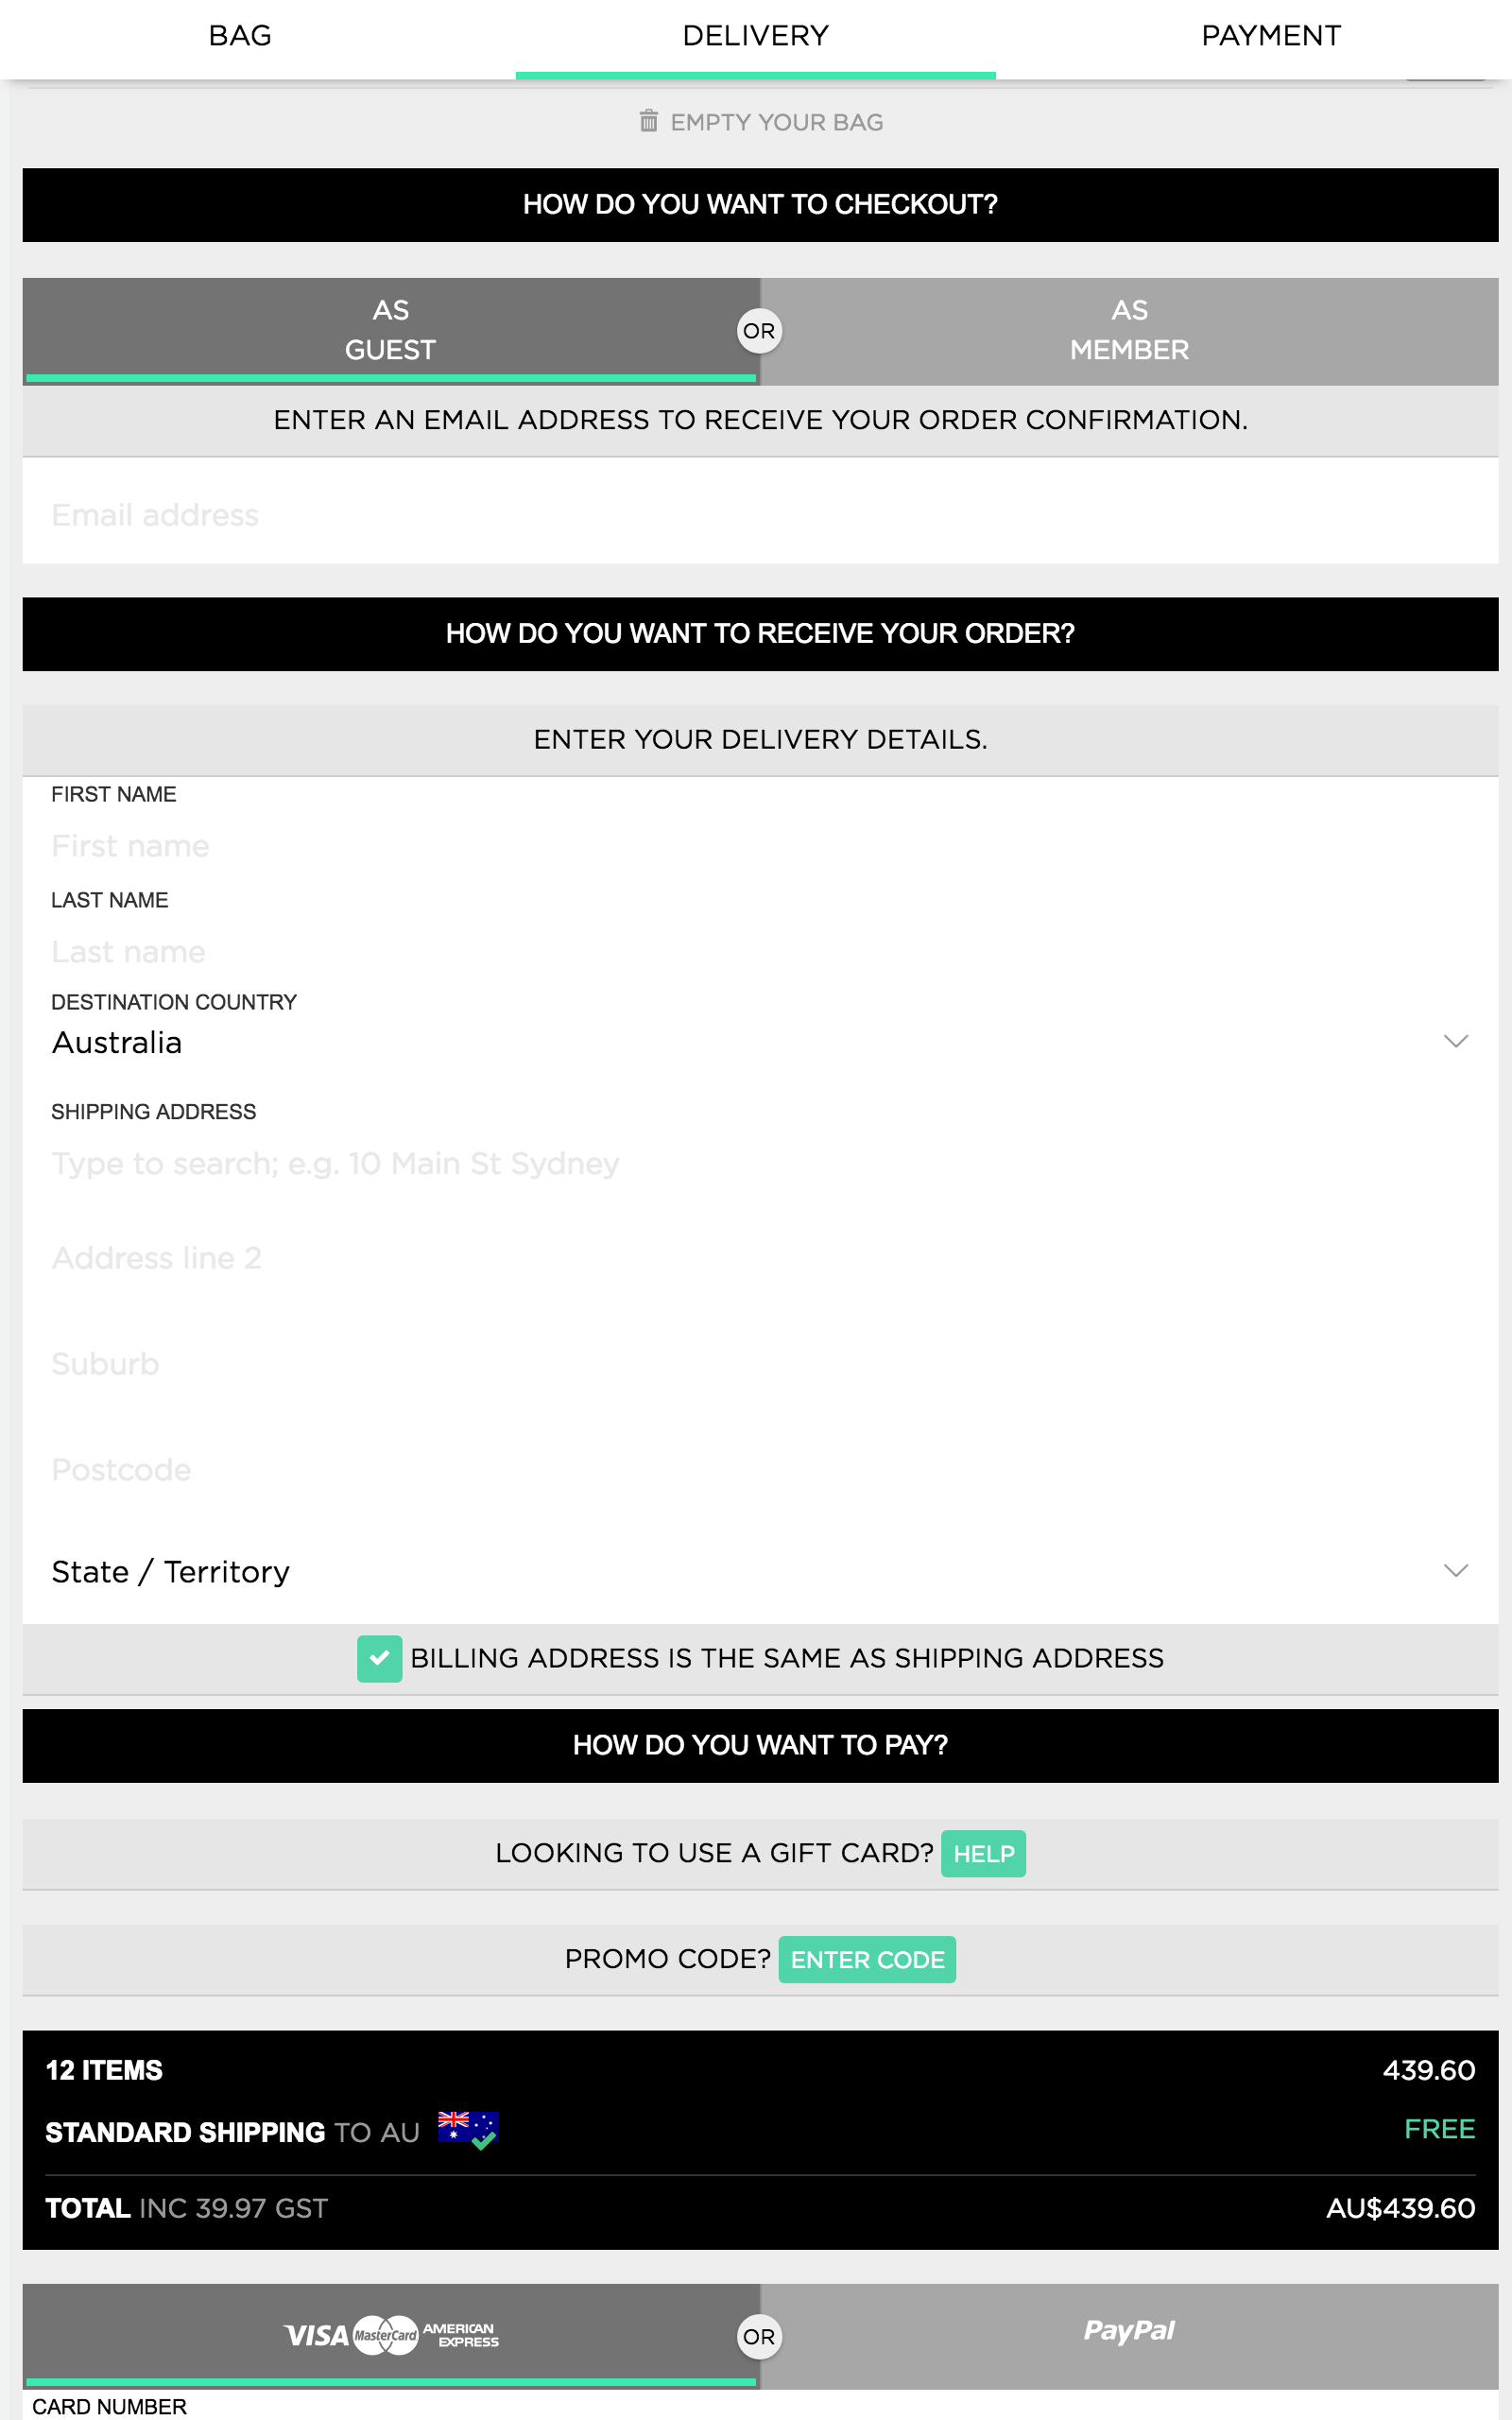 BAG
DELIVERY
PAYMENT
EMPTY YOUR BAG
HOW DO YOU WANT TO CHECKOUT?
AS
GUEST
OR
AS
MEMBER
ENTER AN EMAIL ADDRESS TO RECEIVE YOUR ORDER CONFIRMATION.
Email address
HOW DO YOU WANT TO RECEIVE YOUR ORDER?
ENTER YOUR DELIVERY DETAILS.
FIRST NAME
First name
LAST NAME
Last name
DESTINATION COUNTRY
Australia
SHIPPING ADDRESS
Type to search; e.g. 10 Main St Sydney
Address line 2
Suburb
Postcode
State / Territory
BILLING ADDRESS IS THE SAME AS SHIPPING ADDRESS
HOW DO YOU WANT TO PAY?
LOOKING TO USE A GIFT CARD? HELP
PROMO CODE? ENTER CODE
12 ITEMS 439.60
STANDARD SHIPPING TO AU FREE
TOTAL INC 39.97 GST AU$439.60
VISA MasterCard AMERICAN EXPRESS
OR
PayPal
CARD NUMBER